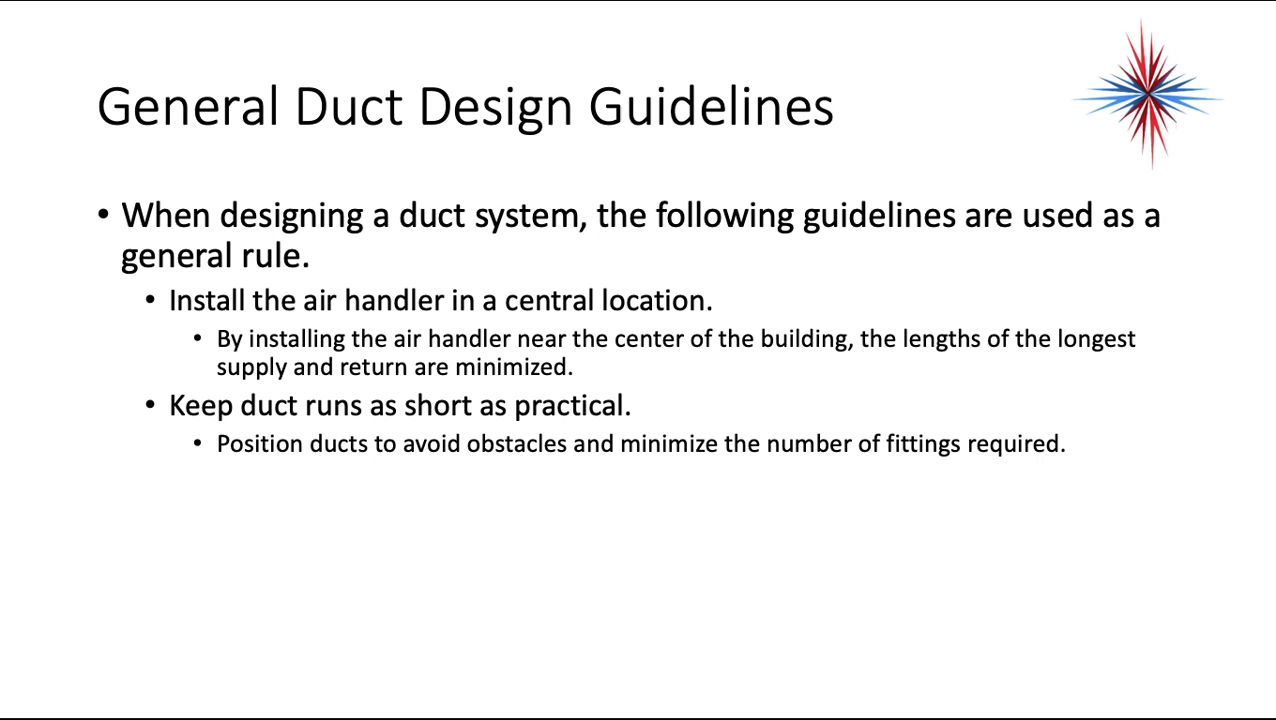 General Duct Design Guidelines
• When designing a duct system, the following guidelines are used as a
general rule.
• Install the air handler in a central location.
• By installing the air handler near the center of the building, the lengths of the longest
supply and return are minimized.
• Keep duct runs as short as practical.
• Position ducts to avoid obstacles and minimize the number of fittings required.